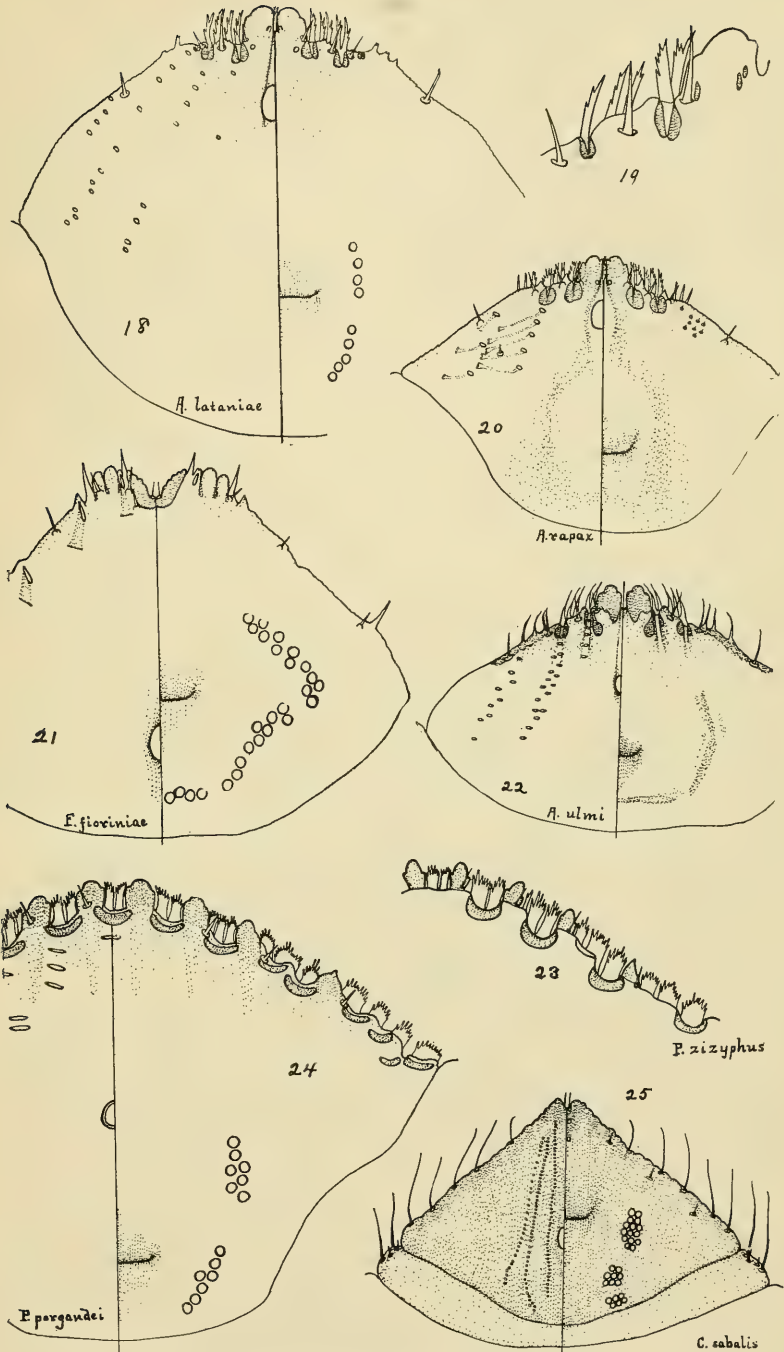 18
A. lataniae
19
20
A. rapax
21
F. fioriniae
22
A. ulmi
23
P. zizyphus
24
P. pergandei
25
C. sabalis